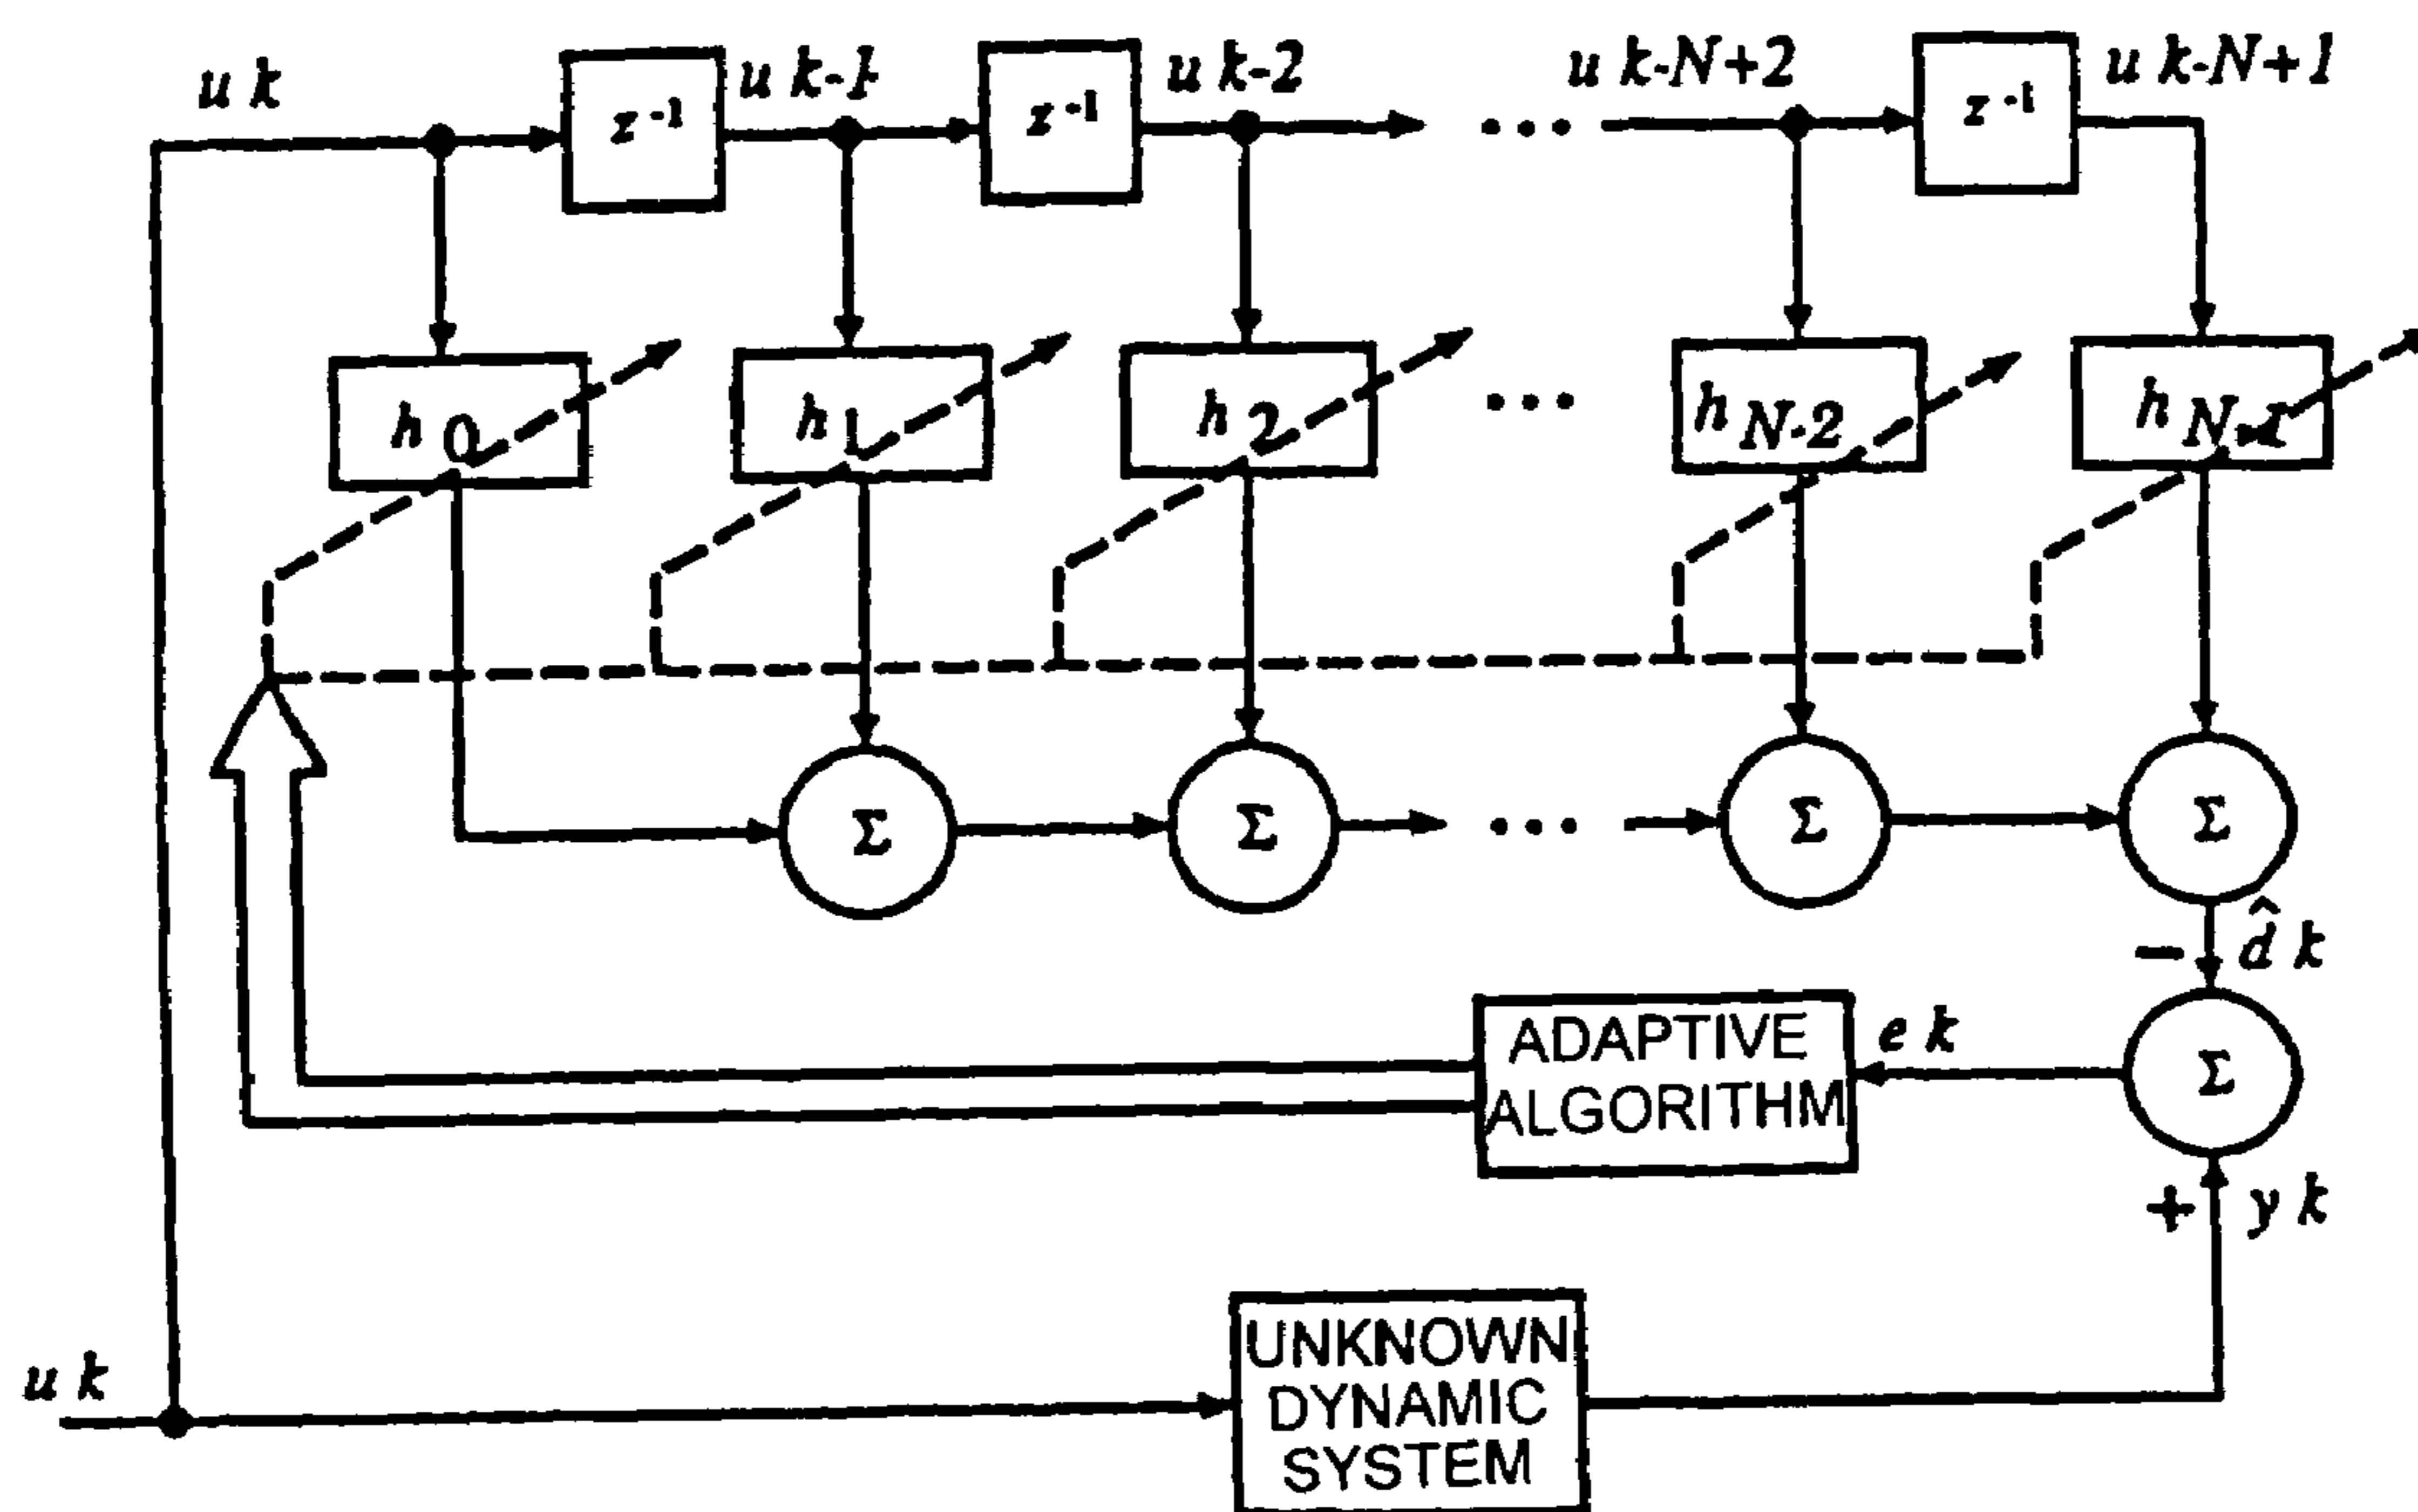 u k
z⁻¹
u k-1
z⁻¹
u k-2
...
u k-N+2
z⁻¹
u k-N+1
h 0
h 1
h 2
...
h N-2
h N-1
Σ
Σ
...
Σ
Σ
-
d̂ k
ADAPTIVE
ALGORITHM
e k
Σ
+
y k
u k
UNKNOWN
DYNAMIC
SYSTEM